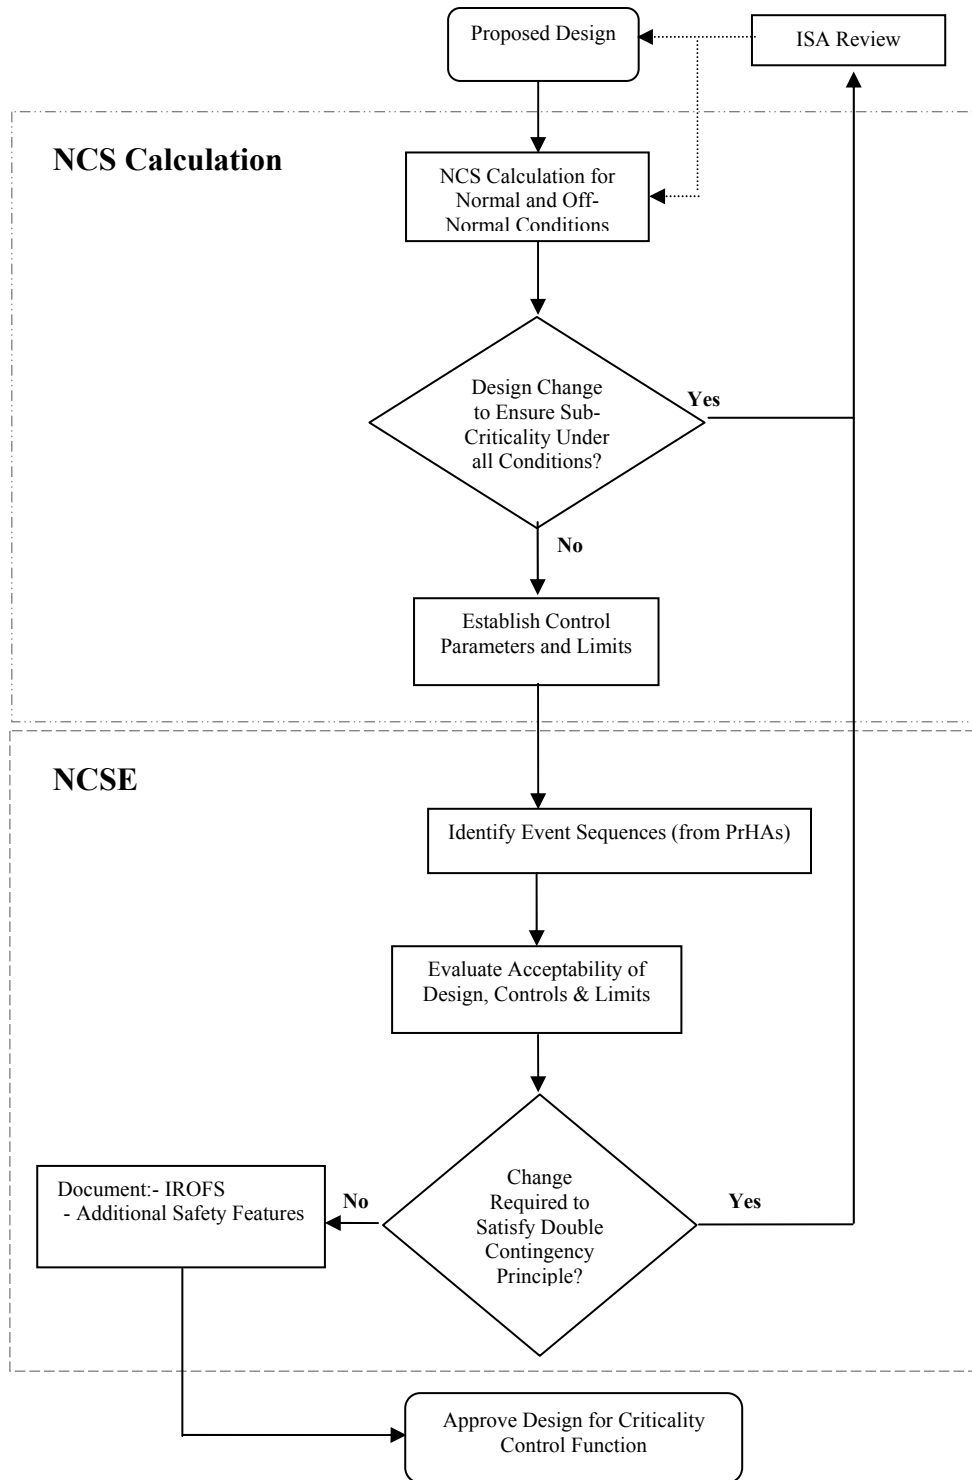 Proposed Design
ISA Review
NCS Calculation
NCS Calculation for
Normal and Off-
Normal Conditions
Design Change
to Ensure Sub-
Criticality Under
all Conditions?
Yes
No
Establish Control
Parameters and Limits
NCSE
Identify Event Sequences (from PrHAs)
Evaluate Acceptability of
Design, Controls & Limits
Change
Required to
Satisfy Double
Contingency
Principle?
No
Yes
Document:- IROFS
- Additional Safety Features
Approve Design for Criticality
Control Function